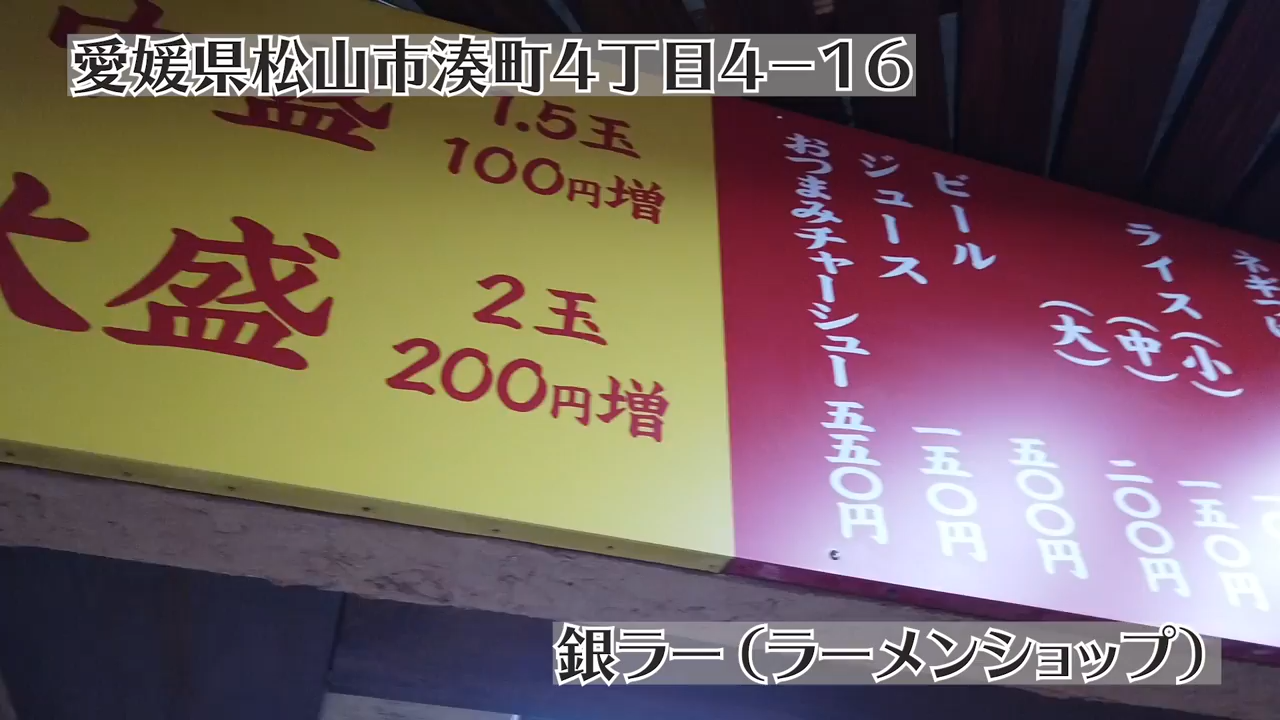 愛媛県松山市湊町4丁目4−16
盛
1.5玉
100円増
大盛
2玉
200円増
ライス(小)
(中)
(大)
ビール
ジュース
おつまみチャーシュー 五五〇円
一五〇円
五〇〇円
二〇〇円
一五〇円
銀ラー(ラーメンショップ)